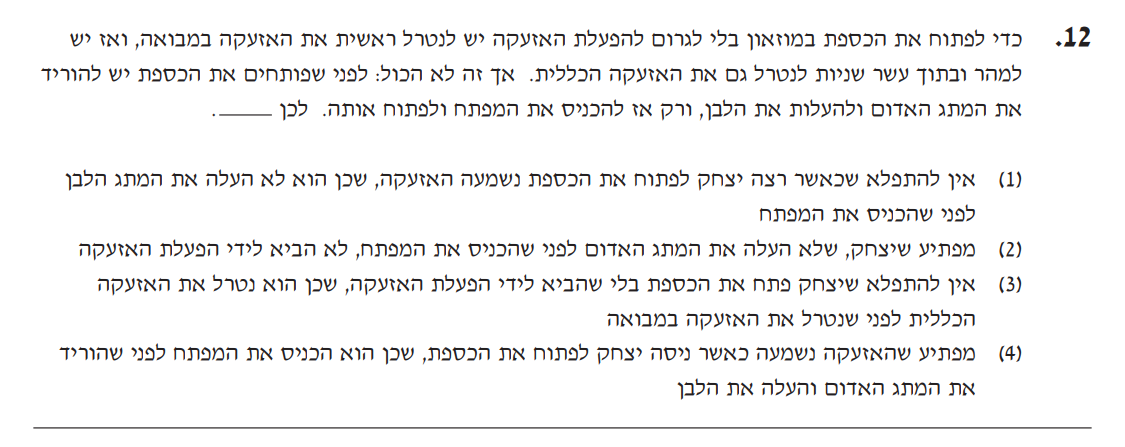 12. כדי לפתוח את הכספת במוזאון בלי לגרום להפעלת האזעקה יש לנטרל ראשית את האזעקה במבואה, ואז יש
למהר ובתוך עשר שניות לנטרל גם את האזעקה הכללית. אך זה לא הכול: לפני שפותחים את הכספת יש להוריד
את המתג האדום ולהעלות את הלבן, ורק אז להכניס את המפתח ולפתוח אותה. לכן _____.
(1) אין להתפלא שכאשר רצה יצחק לפתוח את הכספת נשמעה האזעקה, שכן הוא לא העלה את המתג הלבן
לפני שהכניס את המפתח
(2) מפתיע שיצחק, שלא העלה את המתג האדום לפני שהכניס את המפתח, לא הביא לידי הפעלת האזעקה
(3) אין להתפלא שיצחק פתח את הכספת בלי שהביא לידי הפעלת האזעקה, שכן הוא נטרל את האזעקה
הכללית לפני שנטרל את האזעקה במבואה
(4) מפתיע שהאזעקה נשמעה כאשר ניסה יצחק לפתוח את הכספת, שכן הוא הכניס את המפתח לפני שהוריד
את המתג האדום והעלה את הלבן